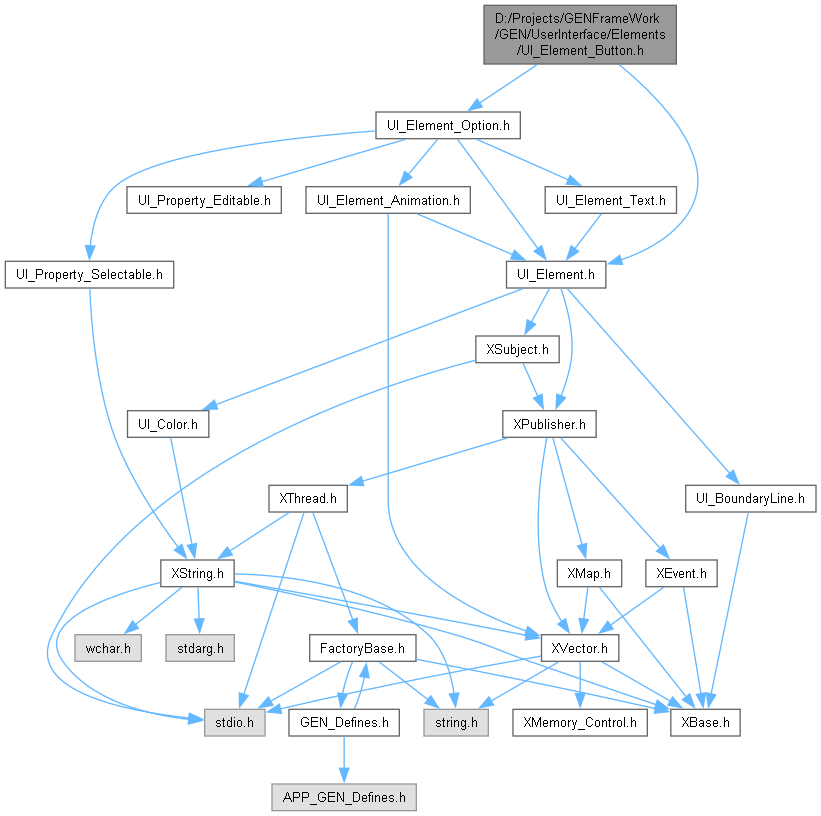 D:/Projects/GENFrameWork
/GEN/UserInterface/Elements
/UI_Element_Button.h
UI_Element_Option.h
UI_Property_Editable.h
UI_Element_Animation.h
UI_Element_Text.h
UI_Property_Selectable.h
UI_Element.h
XSubject.h
UI_Color.h
XPublisher.h
XThread.h
UI_BoundaryLine.h
XString.h
XMap.h
XEvent.h
wchar.h
stdarg.h
FactoryBase.h
XVector.h
stdio.h
GEN_Defines.h
string.h
XMemory_Control.h
XBase.h
APP_GEN_Defines.h